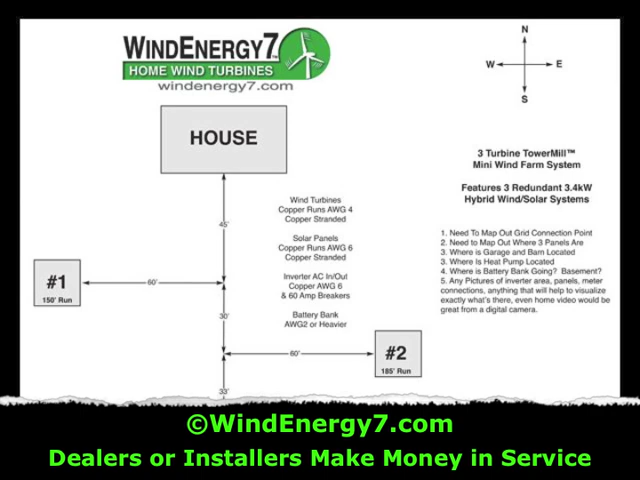 WINDENERGY7™
HOME WIND TURBINES
windenergy7.com
N
W
E
S
HOUSE
3 Turbine TowerMill™
Mini Wind Farm System
Features 3 Redundant 3.4kW
Hybrid Wind/Solar Systems
Wind Turbines
Copper Runs AWG 4
Copper Stranded
Solar Panels
Copper Runs AWG 6
Copper Stranded
Inverter AC In/Out
Copper AWG 6
& 60 Amp Breakers
Battery Bank
AWG2 or Heavier
1. Need To Map Out Grid Connection Point
2. Need to Map Out Where 3 Panels Are
3. Where is Garage and Barn Located
3. Where Is Heat Pump Located
4. Where is Battery Bank Going?  Basement?
5. Any Pictures of inverter area, panels, meter
connections, anything that will help to visualize
exactly what's there, even home video would be
great from a digital camera.
45'
#1
150' Run
60'
30'
60'
#2
185' Run
33'
©WindEnergy7.com
Dealers or Installers Make Money in Service